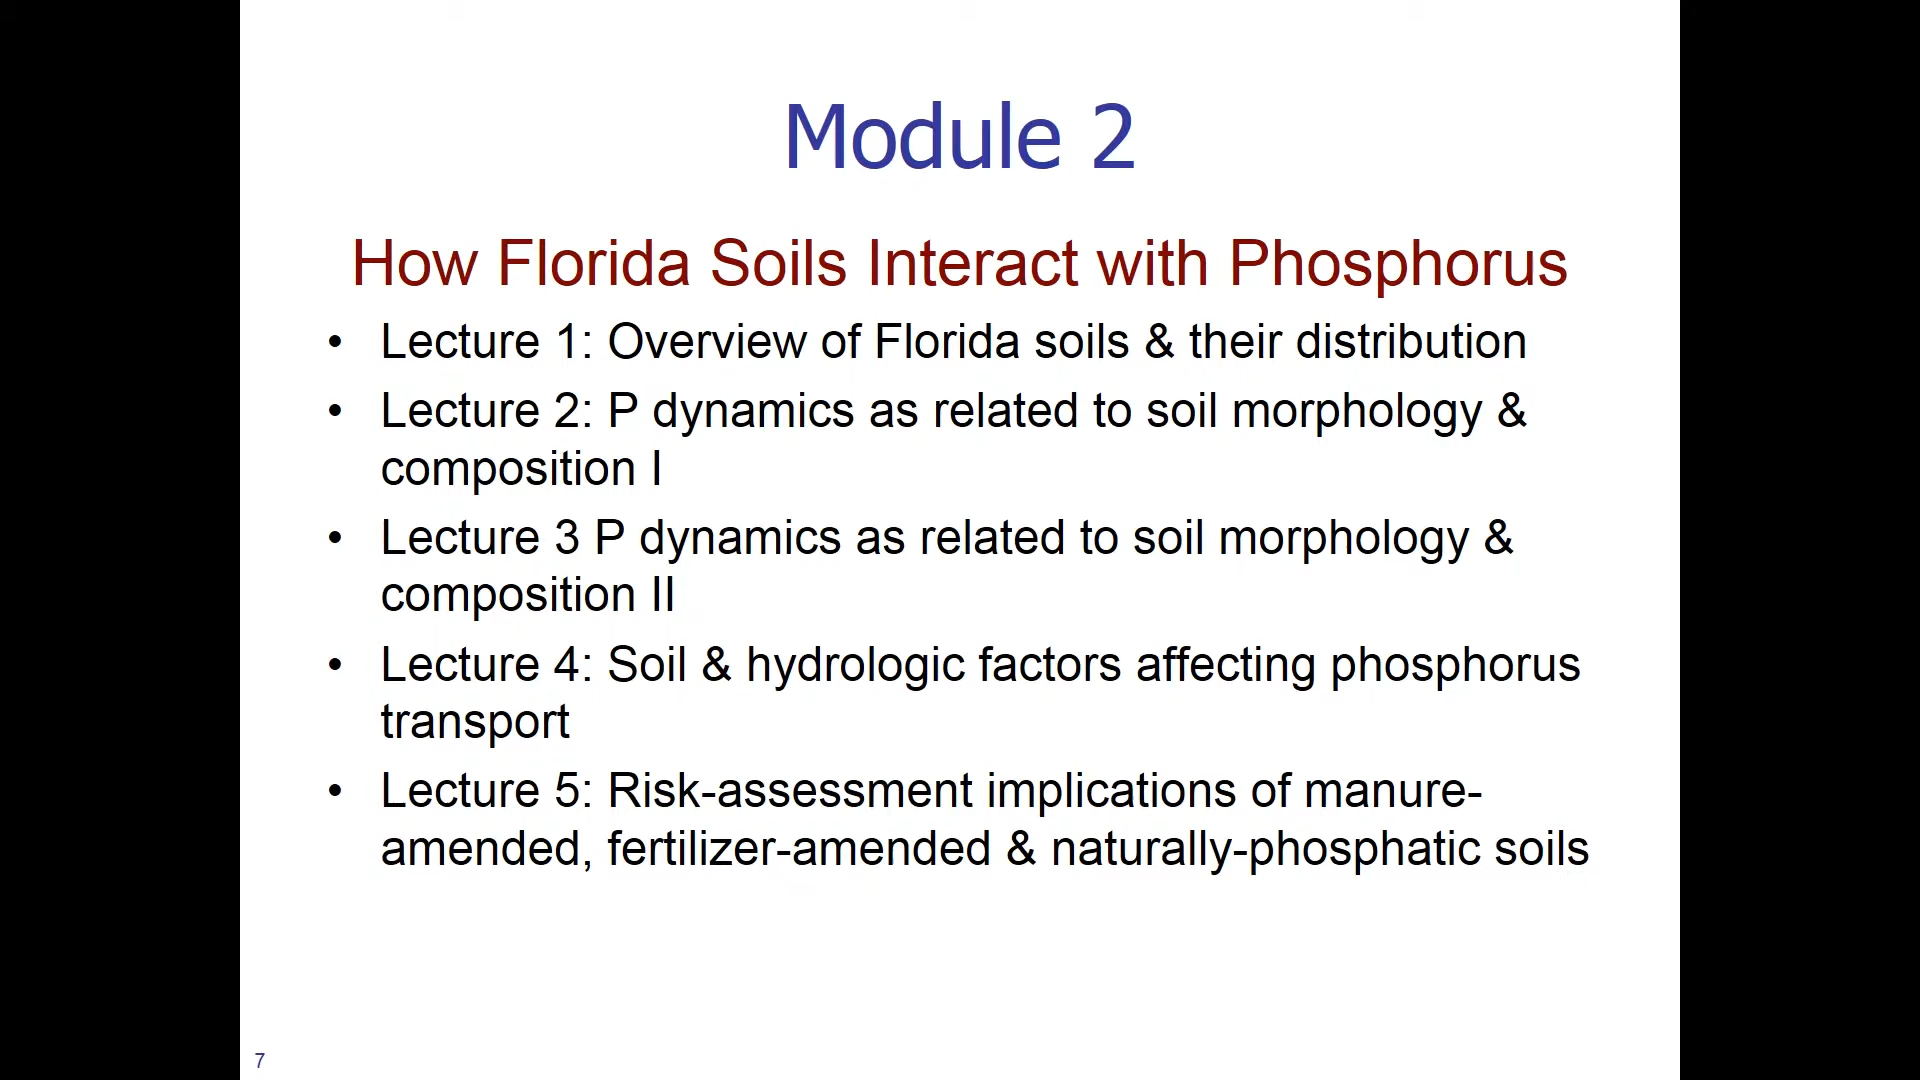 Module 2
How Florida Soils Interact with Phosphorus
• Lecture 1: Overview of Florida soils & their distribution
• Lecture 2: P dynamics as related to soil morphology &
composition I
• Lecture 3 P dynamics as related to soil morphology &
composition II
• Lecture 4: Soil & hydrologic factors affecting phosphorus
transport
• Lecture 5: Risk-assessment implications of manure-
amended, fertilizer-amended & naturally-phosphatic soils
7